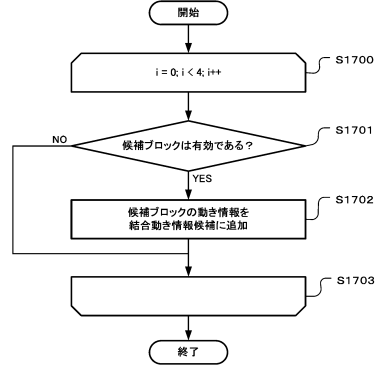 開始
i = 0; i < 4; i++
S1700
候補ブロックは有効である?
S1701
NO
YES
候補ブロックの動き情報を
結合動き情報候補に追加
S1702
S1703
終了